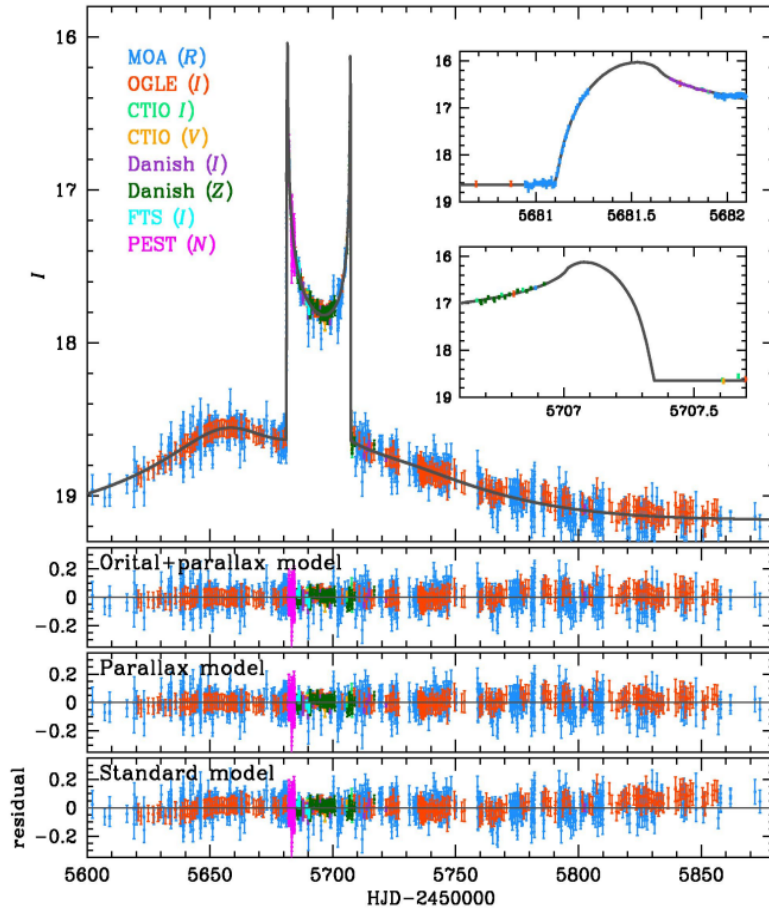 16
17
18
19
I
MOA (R)
OGLE (I)
CTIO I)
CTIO (V)
Danish (I)
Danish (Z)
FTS (I)
PEST (N)
16
17
18
19
5681
5681.5
5682
16
17
18
19
5707
5707.5
Orital+parallax model
0.2
0
−0.2
Parallax model
0.2
0
−0.2
Standard model
0.2
0
−0.2
residual
5600
5650
5700
5750
5800
5850
HJD−2450000